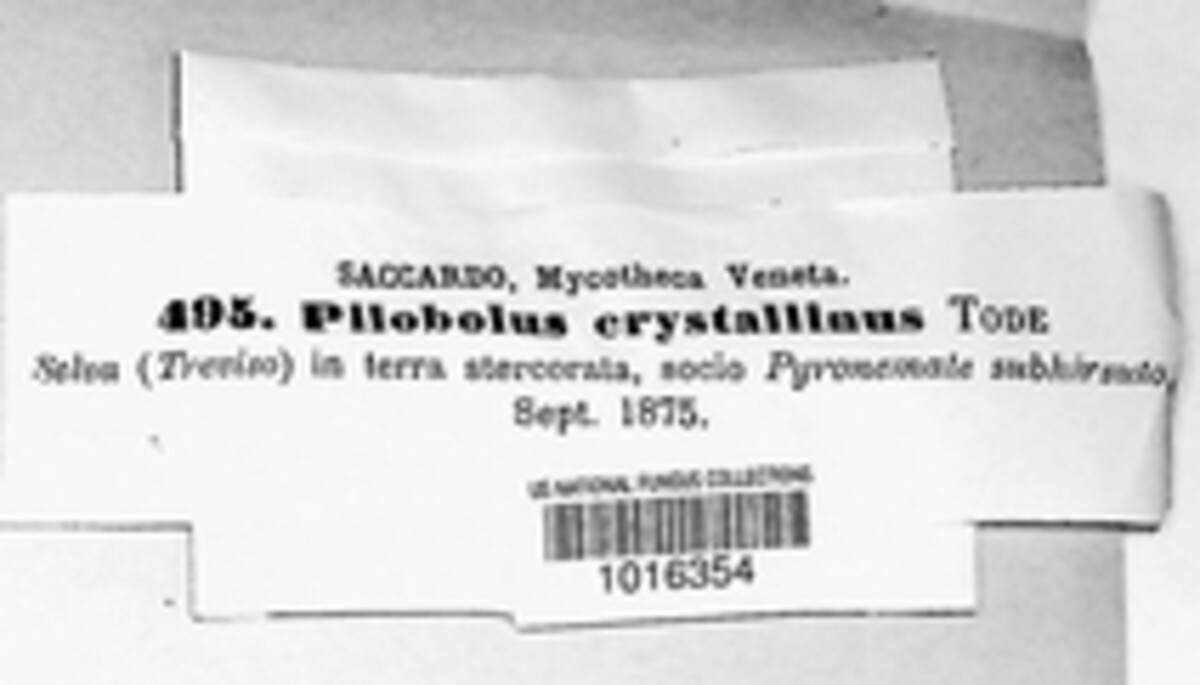 SACCARDO, Mycotheca Veneta.
495. Pilobolus crystallinus TODE
Selva (Treviso) in terra stercorata, socio Pyronemate subhirsuto,
Sept. 1875.
US NATIONAL FUNGUS COLLECTIONS
1016354